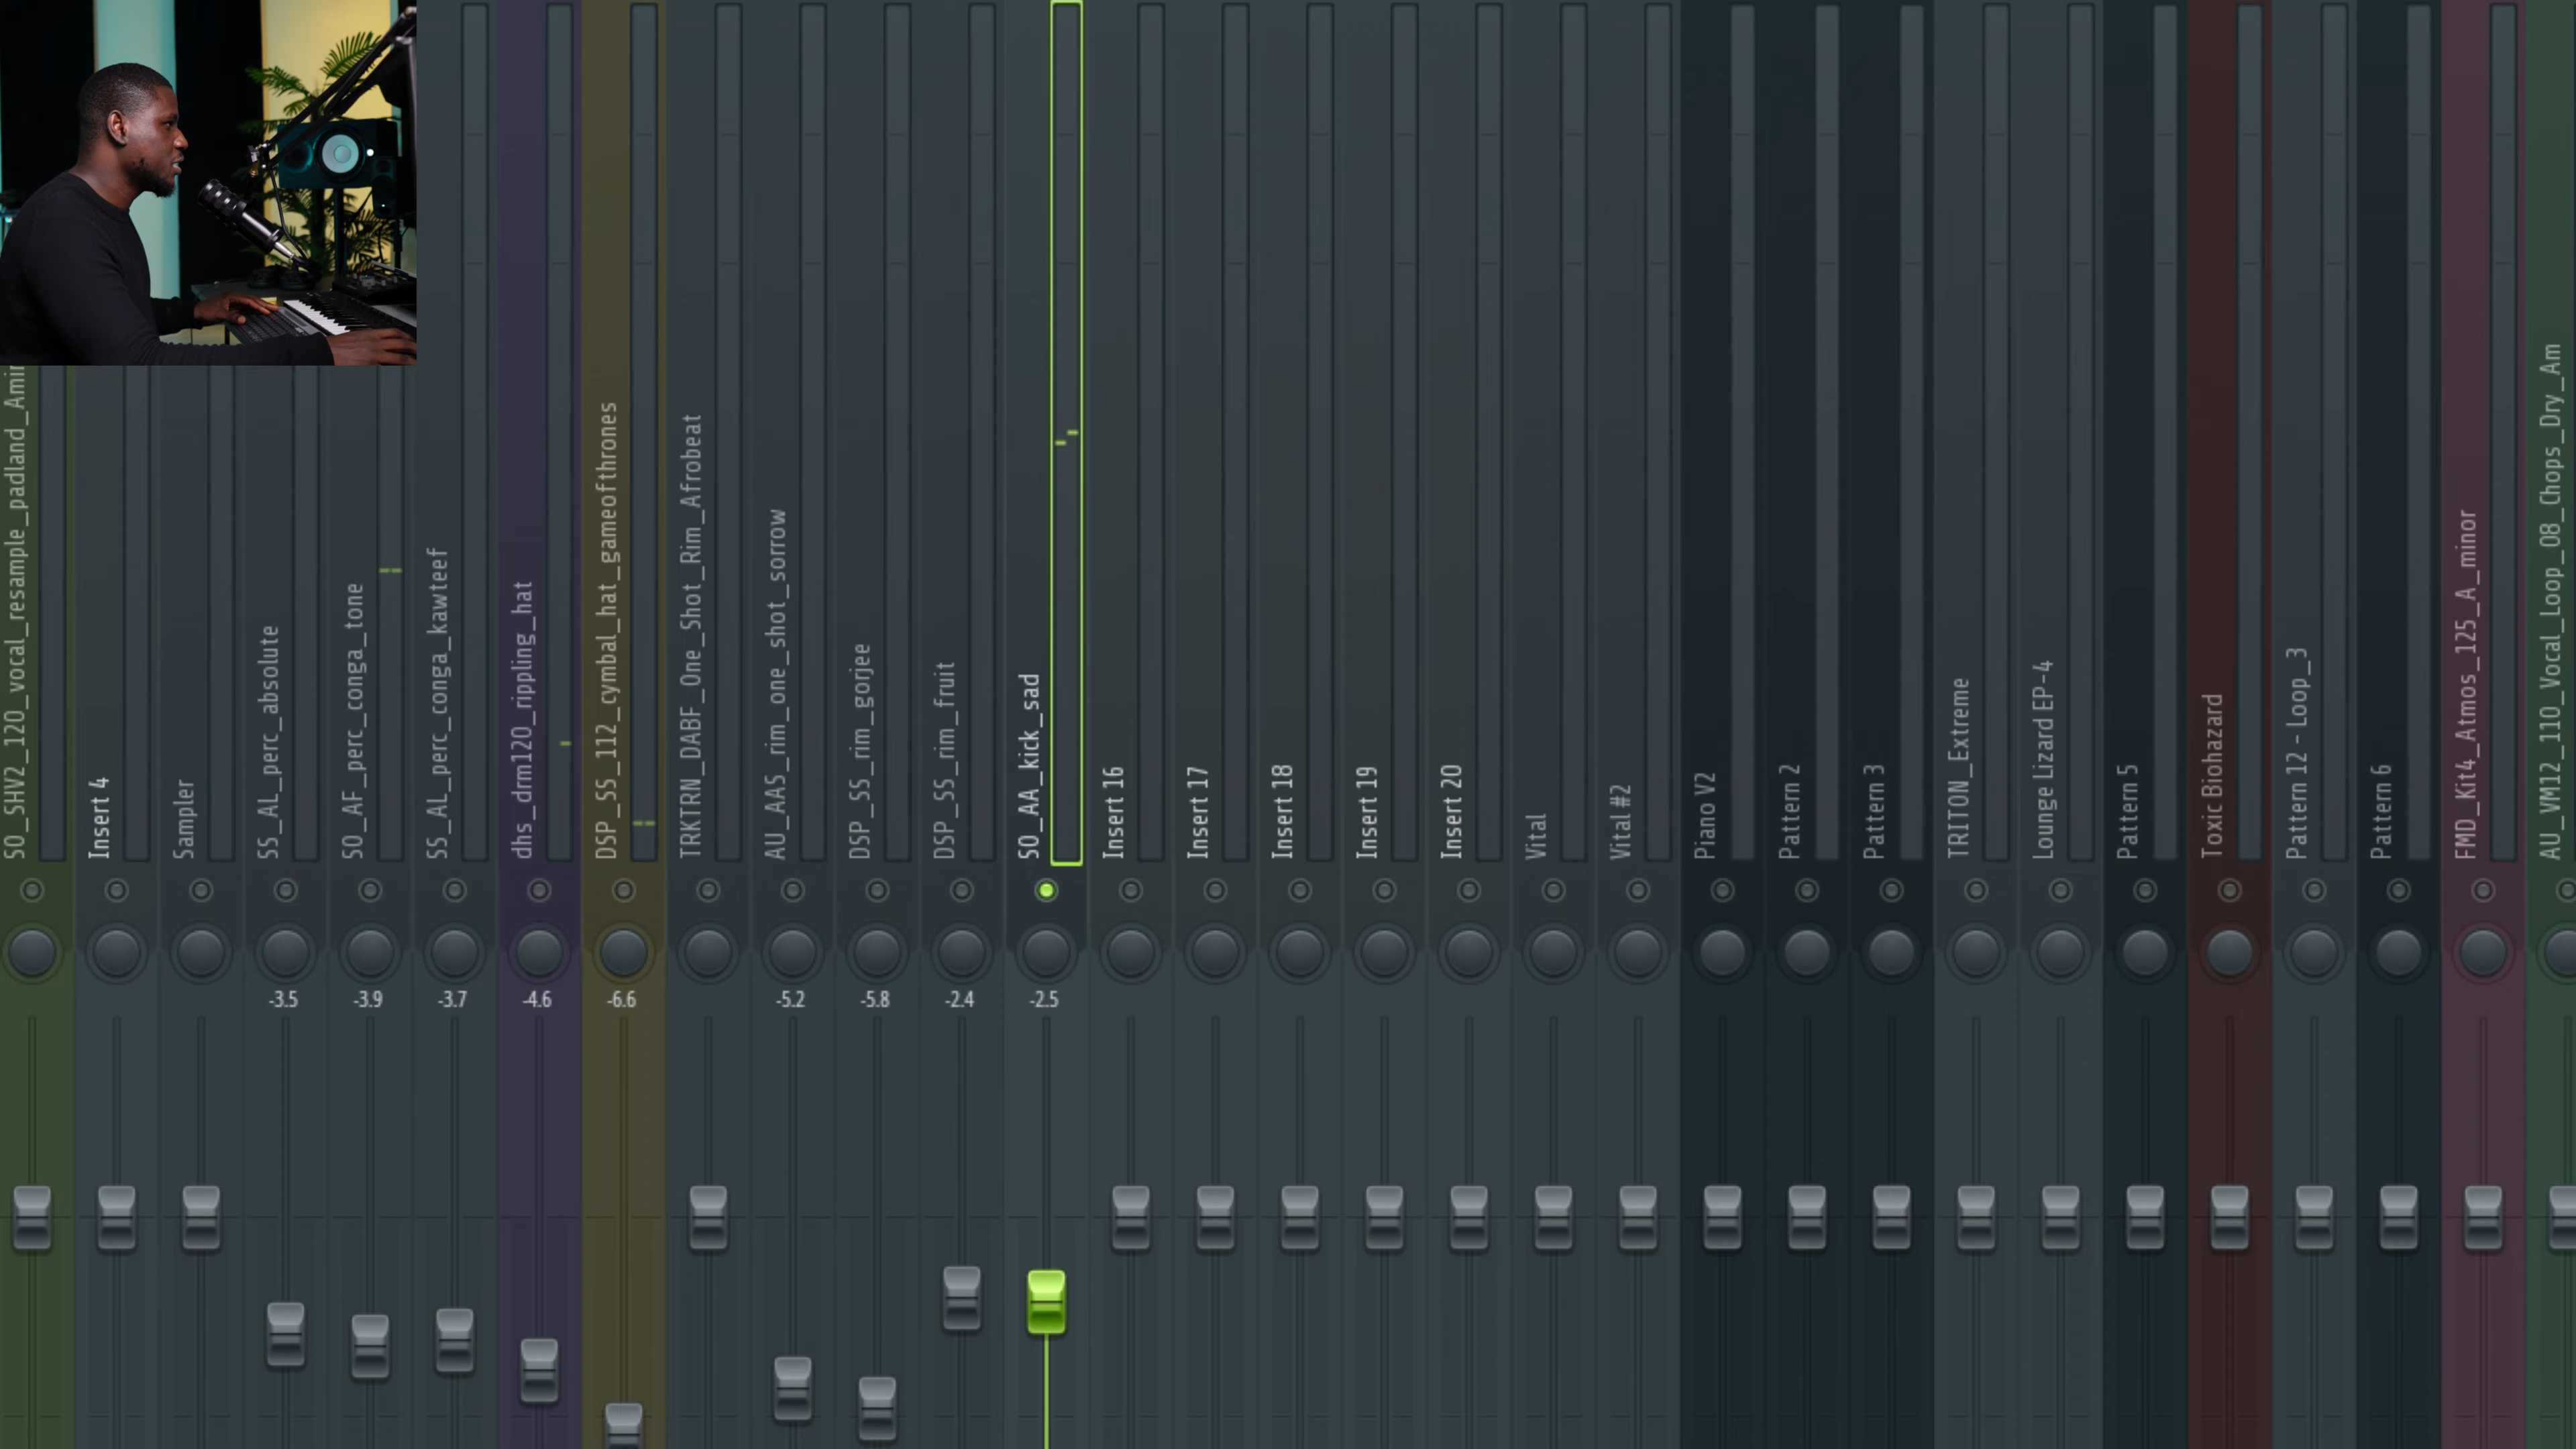 SO_SHV2_120_vocal_resample_padland_Amin
Insert 4
Sampler
SS_AL_perc_absolute
SO_AF_perc_conga_tone
SS_AL_perc_conga_kawteef
dhs_drm120_rippling_hat
DSP_SS_112_cymbal_hat_gameofthrones
TRKTRN_DABF_One_Shot_Rim_Afrobeat
AU_AAS_rim_one_shot_sorrow
DSP_SS_rim_gorjee
DSP_SS_rim_fruit
SO_AA_kick_sad
Insert 16
Insert 17
Insert 18
Insert 19
Insert 20
Vital
Vital #2
Piano V2
Pattern 2
Pattern 3
TRITON_Extreme
Lounge Lizard EP-4
Pattern 5
Toxic Biohazard
Pattern 12 - Loop_3
Pattern 6
FMD_Kit4_Atmos_125_A_minor
AU_VM12_110_Vocal_Loop_08_Chops_Dry_Am
-3.5
-3.9
-3.7
-4.6
-6.6
-5.2
-5.8
-2.4
-2.5